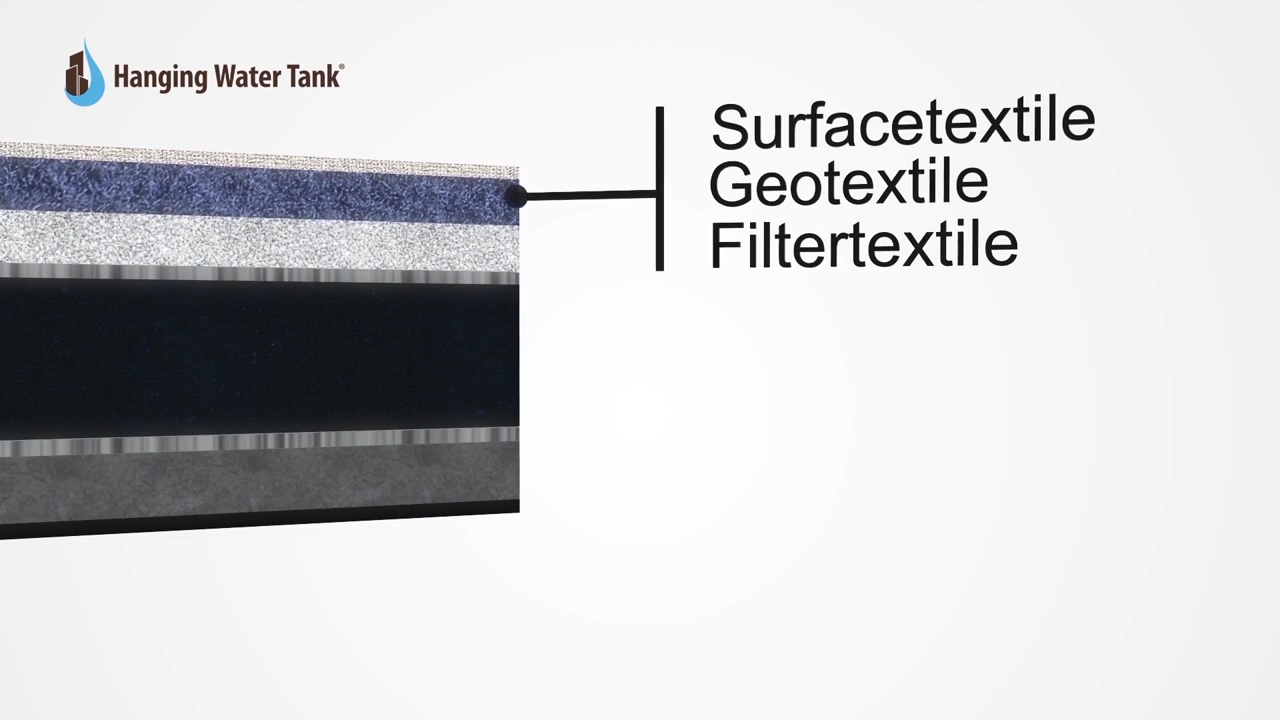 Hanging Water Tank®
Surfacetextile
Geotextile
Filtertextile